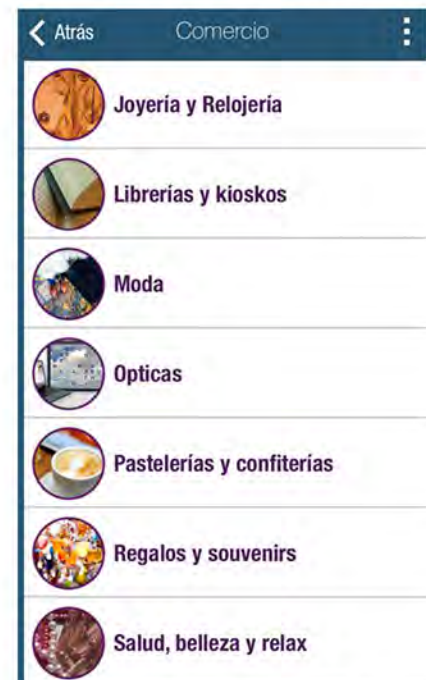 Atrás
Comercio
Joyería y Relojería
Librerías y kioskos
Moda
Opticas
Pastelerías y confiterías
Regalos y souvenirs
Salud, belleza y relax